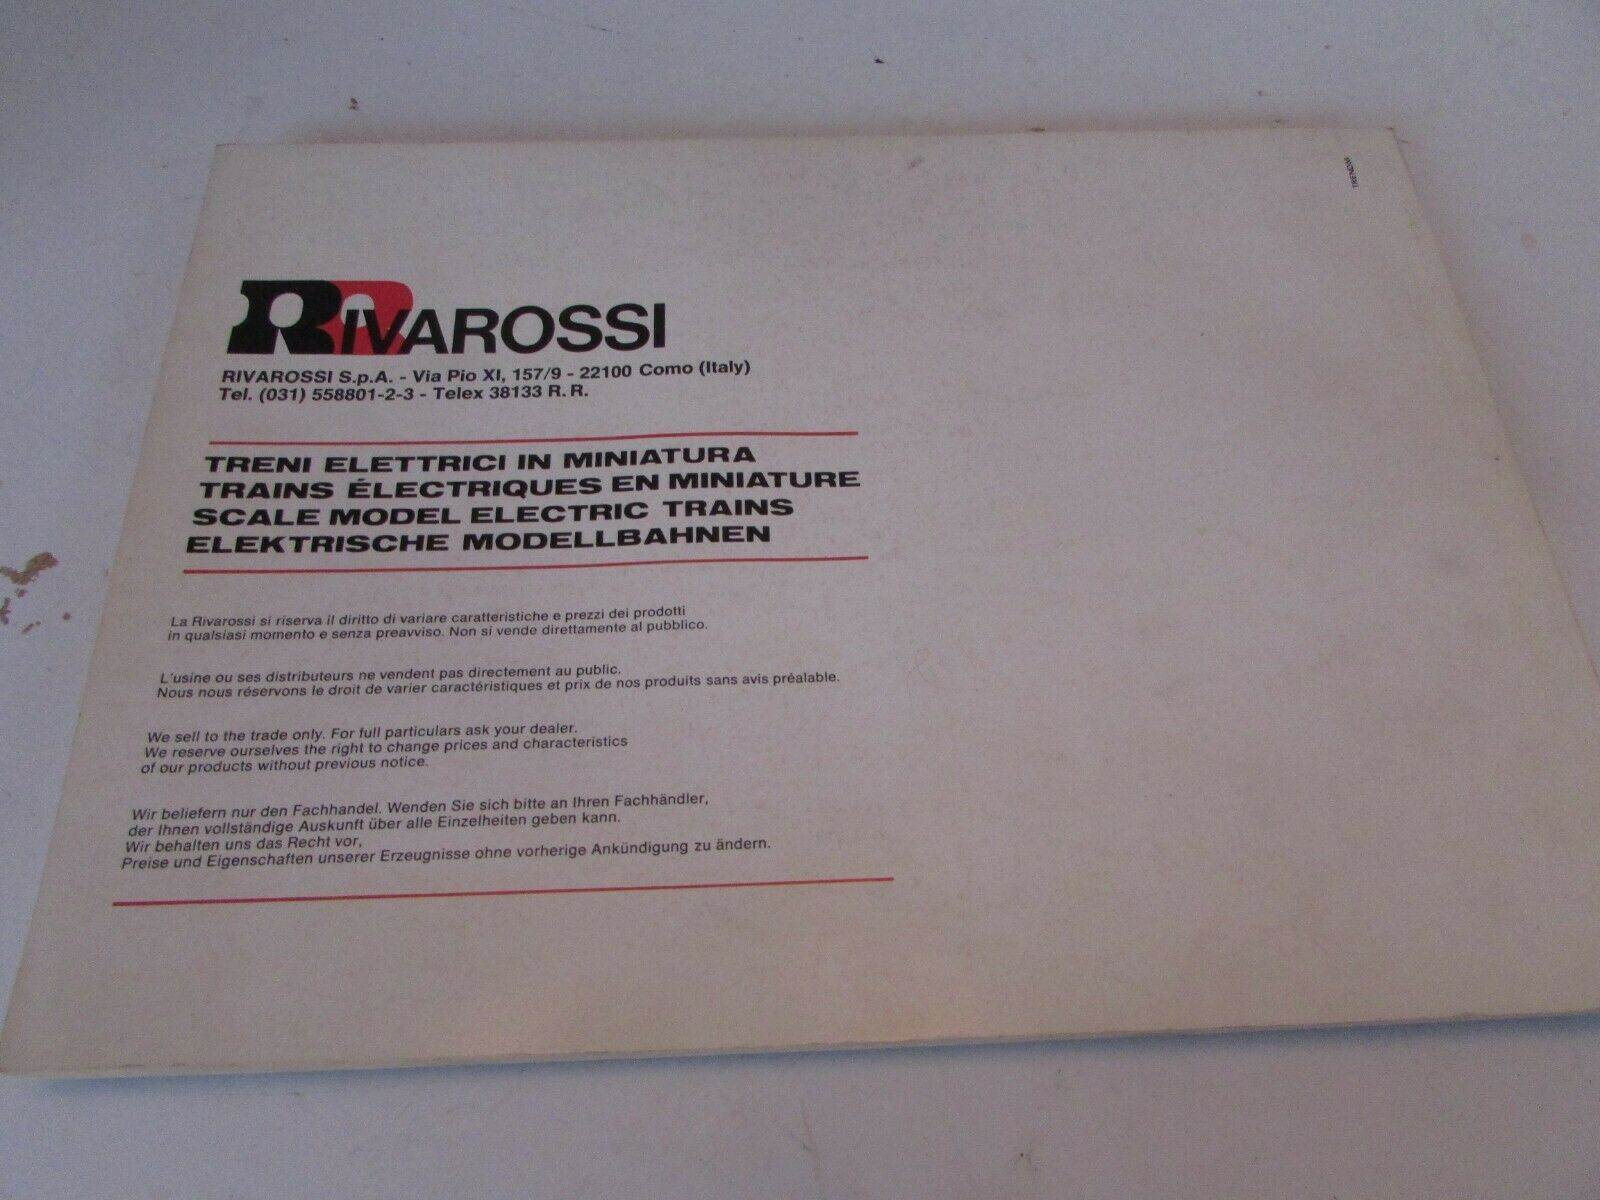 RIVAROSSI
RIVAROSSI S.p.A. - Via Pio XI, 157/9 - 22100 Como (Italy)
Tel. (031) 558801-2-3 - Telex 38133 R.R.
TRENI ELETTRICI IN MINIATURA
TRAINS ÉLECTRIQUES EN MINIATURE
SCALE MODEL ELECTRIC TRAINS
ELEKTRISCHE MODELLBAHNEN
La Rivarossi si riserva il diritto di variare caratteristiche e prezzi dei prodotti
in qualsiasi momento e senza preavviso. Non si vende direttamente al pubblico.
L'usine ou ses distributeurs ne vendent pas directement au public.
Nous nous réservons le droit de varier caractéristiques et prix de nos produits sans avis préalable.
We sell to the trade only. For full particulars ask your dealer.
We reserve ourselves the right to change prices and characteristics
of our products without previous notice.
Wir beliefern nur den Fachhandel. Wenden Sie sich bitte an Ihren Fachhändler,
der Ihnen vollständige Auskunft über alle Einzelheiten geben kann.
Wir behalten uns das Recht vor,
Preise und Eigenschaften unserer Erzeugnisse ohne vorherige Ankündigung zu ändern.